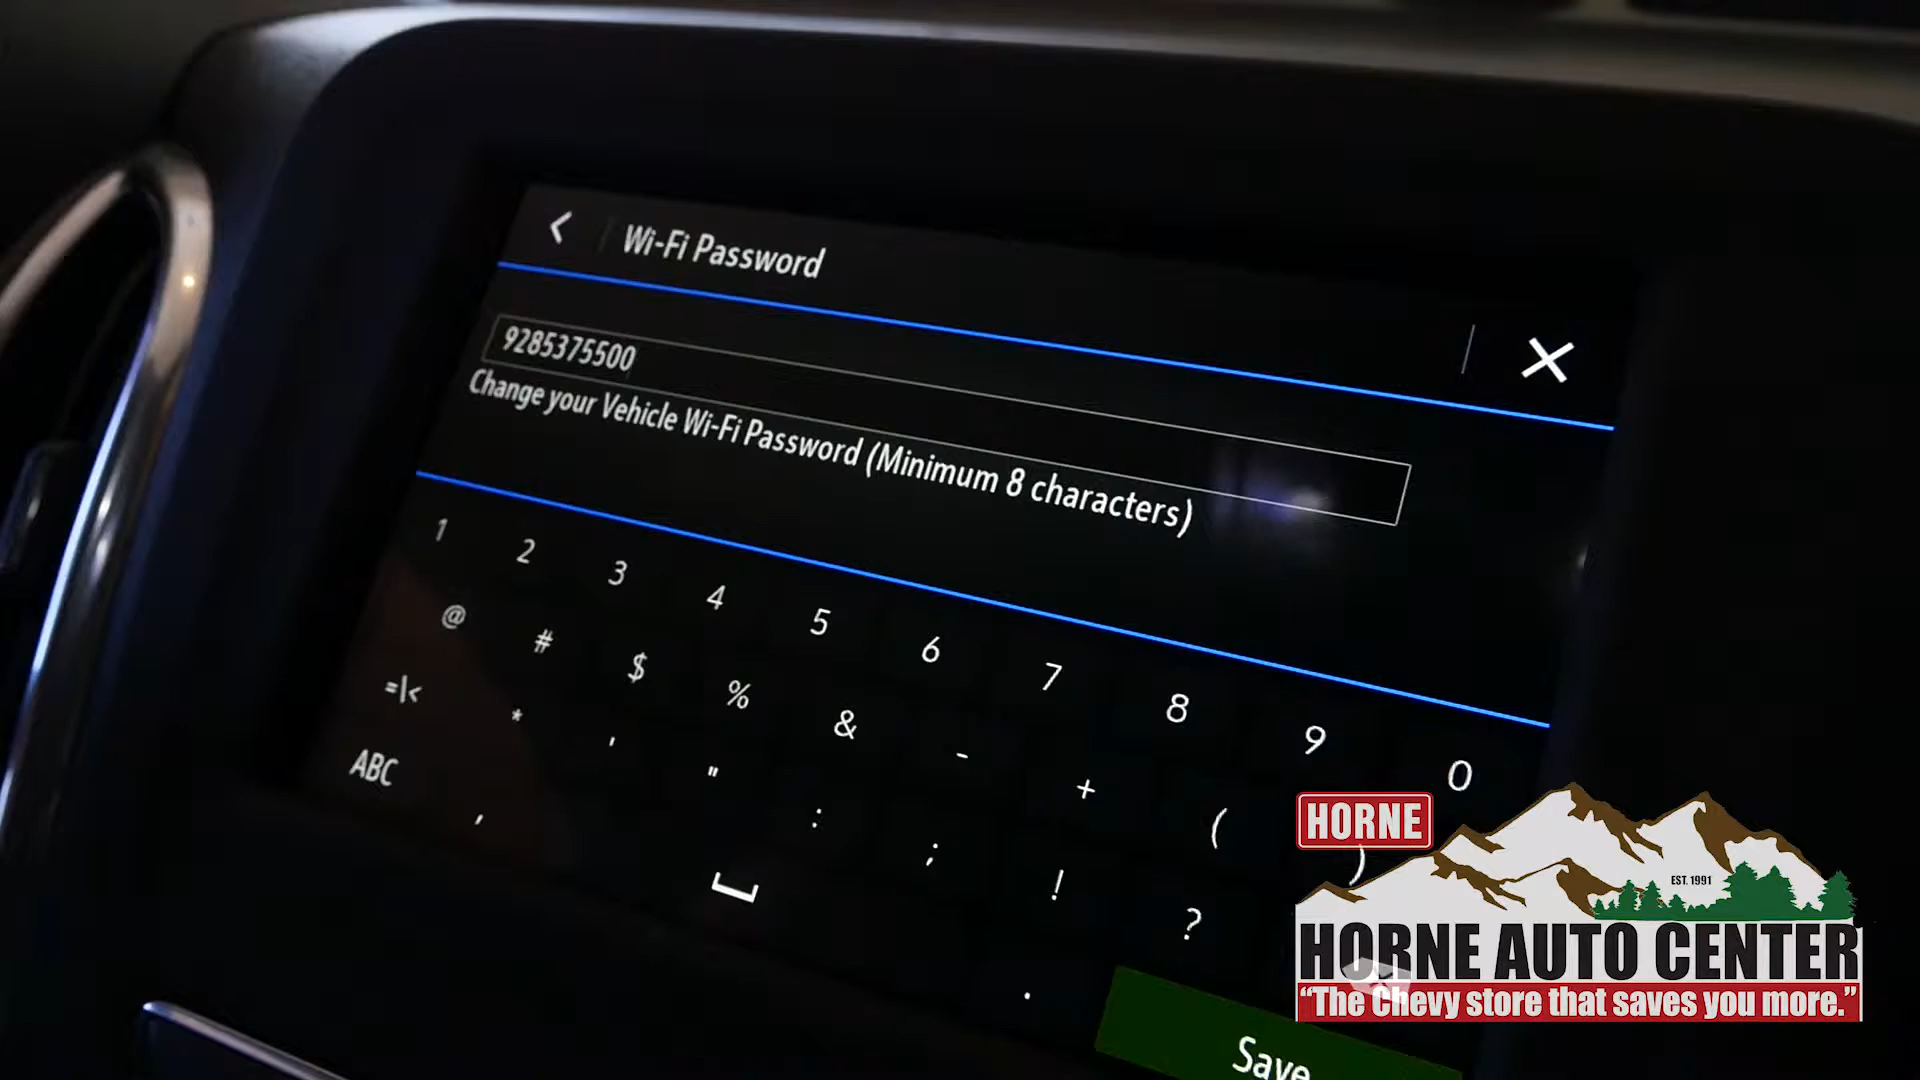 Wi-Fi Password
9285375500
Change your Vehicle Wi-Fi Password (Minimum 8 characters)
1 2 3 4 5 6 7 8 9 0
@ # $ % & - + ( )
=\< * ' " : ; ! ?
ABC , .
Save
HORNE
EST. 1991
HORNE AUTO CENTER
“The Chevy store that saves you more.”